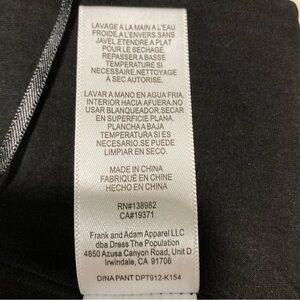 LAVAGE A LA MAIN A L'EAU
FROIDE,A L'ENVERS SANS
JAVEL.ETENDRE A PLAT
POUR LE SECHAGE.
REPASSER A BASSE
TEMPERATURE SI
NECESSAIRE,NETTOYAGE
A SEC AUTORISE.
LAVAR A MANO EN AGUA FRIA
INTERIOR HACIA AFUERA,NO
USAR BLANQUEADOR.SECAR
EN SUPERFICIE PLANA.
PLANCHA A BAJA
TEMPERATURA SI ES
NECESARIO.SE PUEDE
LIMPIAR EN SECO.
MADE IN CHINA
FABRIQUÉ EN CHINE
HECHO EN CHINA
RN#138982
CA#19371
Frank and Adam Apparel LLC
dba Dress The Population
4850 Azusa Canyon Road, Unit D
Irwindale, CA 91706
DINA PANT DPT912-K154